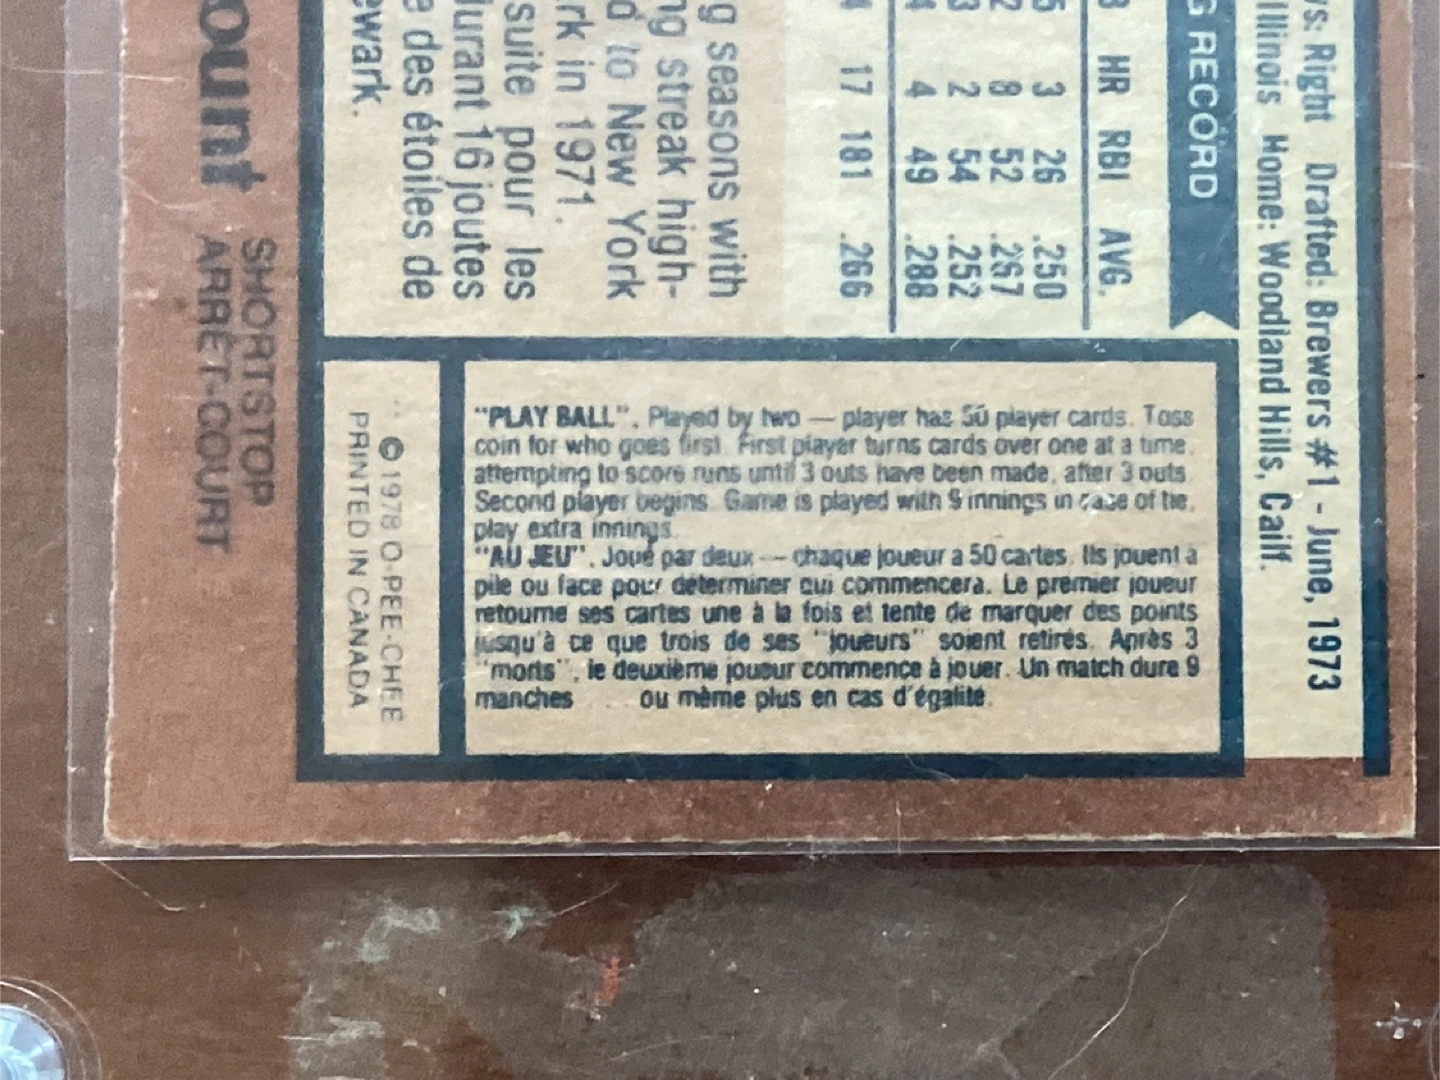 ount
SHORTSTOP
ARRÊT-COURT
Right Drafted: Brewers #1 - June, 1973
Illinois Home: Woodland Hills, Calif.
RECORD
HR RBI AVG.
3 26 .250
8 52 .267
2 54 .252
4 49 .288
17 181 .266
seasons with
streak high-
to New York
in 1971.
suite pour les
durant 16 joutes
des étoiles de
ewark.
"PLAY BALL". Played by two — player has 50 player cards. Toss
coin for who goes first. First player turns cards over one at a time,
attempting to score runs until 3 outs have been made, after 3 outs
Second player begins. Game is played with 9 innings in case of tie,
play extra innings.
"AU JEU". Joué par deux — chaque joueur a 50 cartes. Ils jouent à
pile ou face pour déterminer qui commencera. Le premier joueur
retourne ses cartes une à la fois et tente de marquer des points
jusqu'à ce que trois de ses "joueurs" soient retirés. Après 3
"morts", le deuxième joueur commence à jouer. Un match dure 9
manches ou même plus en cas d'égalité.
© 1978 O-PEE-CHEE
PRINTED IN CANADA